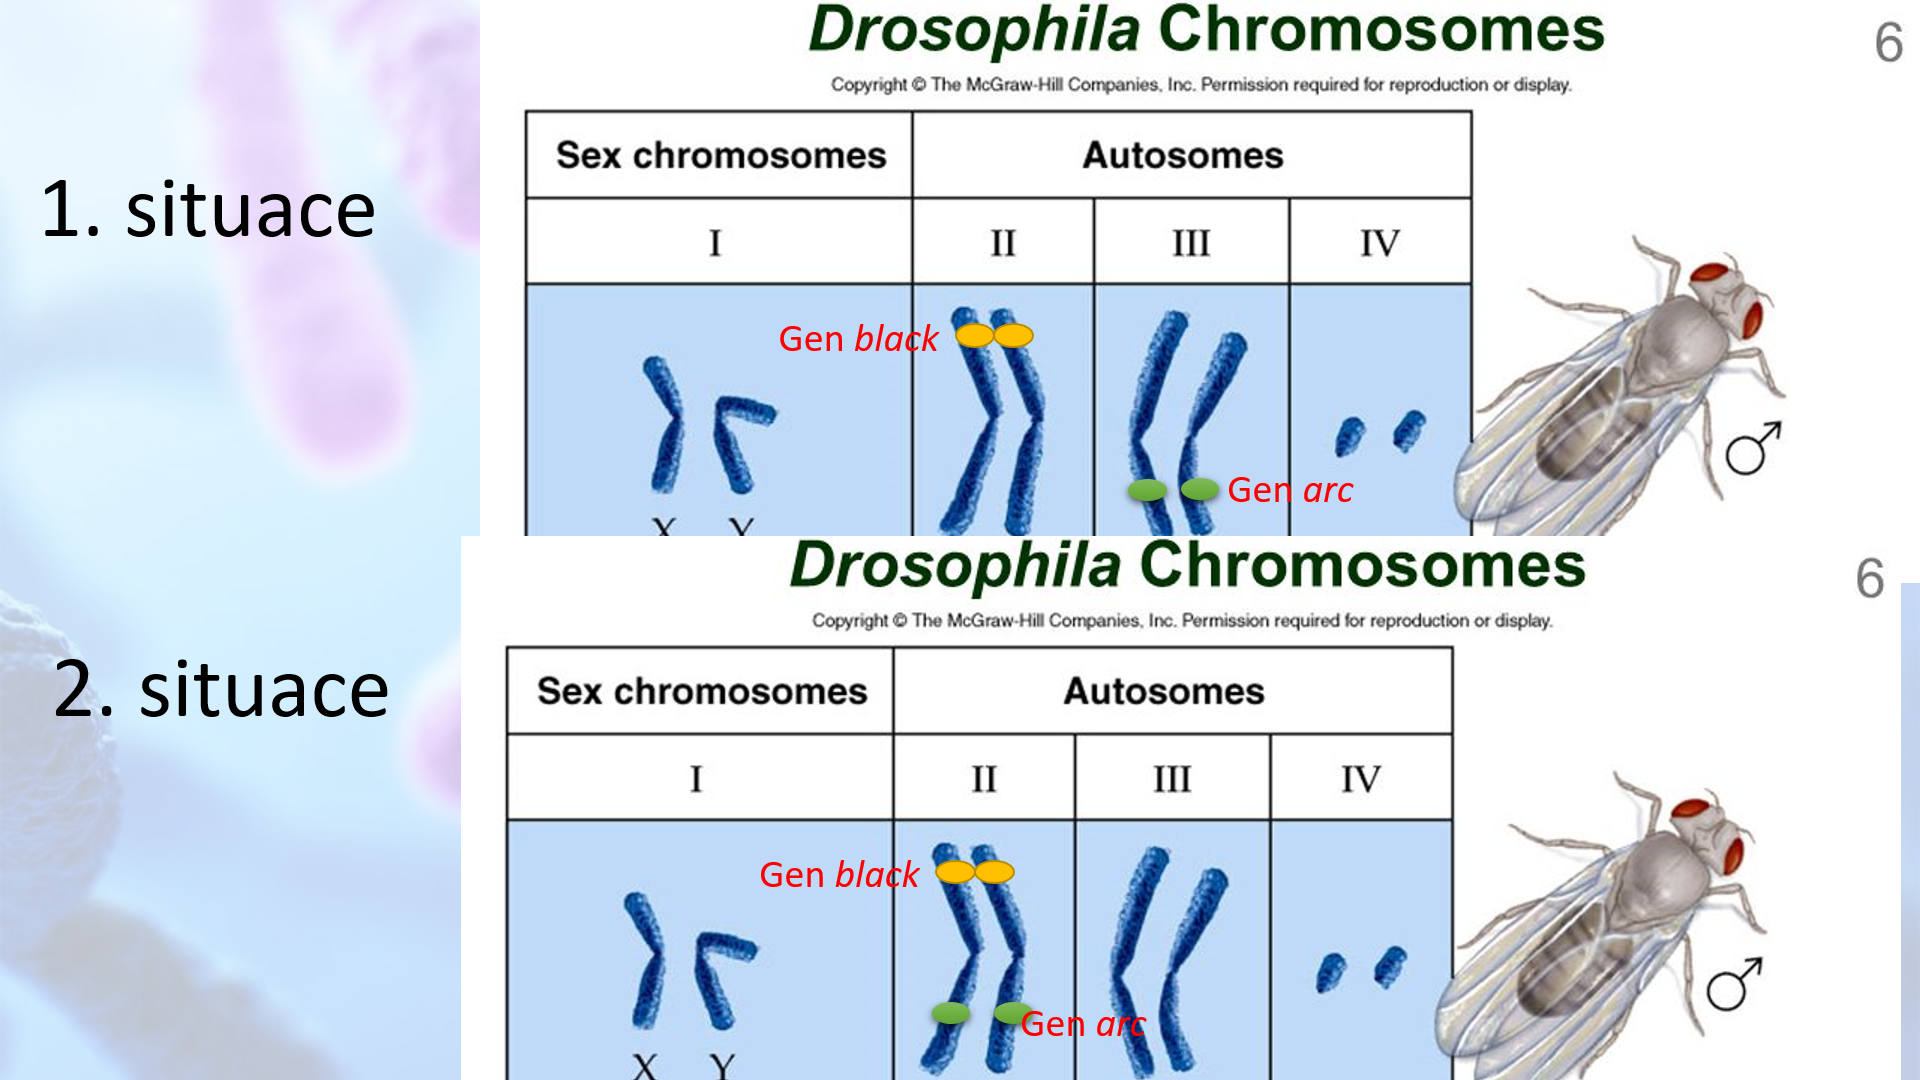 1. situace
Drosophila Chromosomes
6
Copyright © The McGraw-Hill Companies, Inc. Permission required for reproduction or display.
Sex chromosomes
Autosomes
I
II
III
IV
Gen black
Gen arc
X
Y
2. situace
Drosophila Chromosomes
6
Copyright © The McGraw-Hill Companies, Inc. Permission required for reproduction or display.
Sex chromosomes
Autosomes
I
II
III
IV
Gen black
Gen arc
X
Y